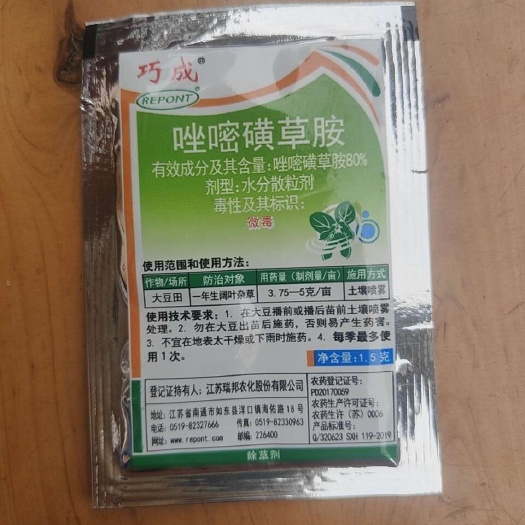 巧成®
REPONT®
唑嘧磺草胺
有效成分及其含量:唑嘧磺草胺80%
剂型:水分散粒剂
毒性及其标识:
微毒
使用范围和使用方法:
作物/场所 防治对象 用药量（制剂量/亩） 施用方式
大豆田 一年生阔叶杂草 3.75—5克/亩 土壤喷雾
使用技术要求: 1. 在大豆播前或播后苗前土壤喷雾
处理。2. 勿在大豆出苗后施药，否则易产生药害。
3. 不宜在地表太干燥或下雨时施药。4. 每季最多使
用1次。
净含量:1.5克
登记证持有人: 江苏瑞邦农化股份有限公司
地址: 江苏省南通市如东县洋口镇海佑路18号
电话: 0519-82327666 传真: 0519-82330963
网址: www.repont.com 邮编: 226400
农药登记证号:
PD20170059
农药生产许可证号:
农药生许（苏）0006
产品标准号:
Q/320623 SXH 119-2019
除草剂